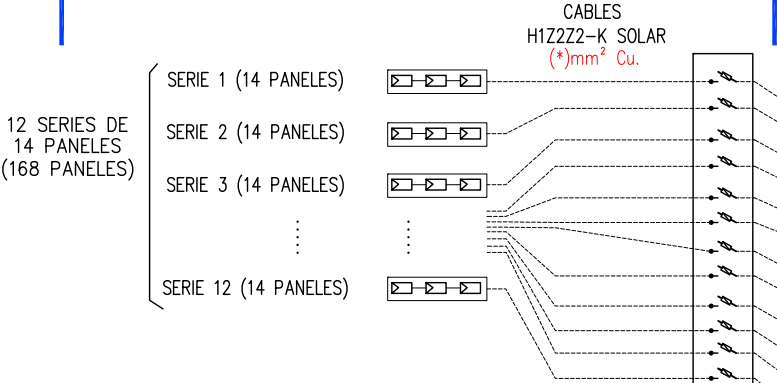 CABLES
H1Z2Z2-K SOLAR
(*)mm² Cu.
SERIE 1 (14 PANELES)
12 SERIES DE
14 PANELES
(168 PANELES)
SERIE 2 (14 PANELES)
SERIE 3 (14 PANELES)
SERIE 12 (14 PANELES)